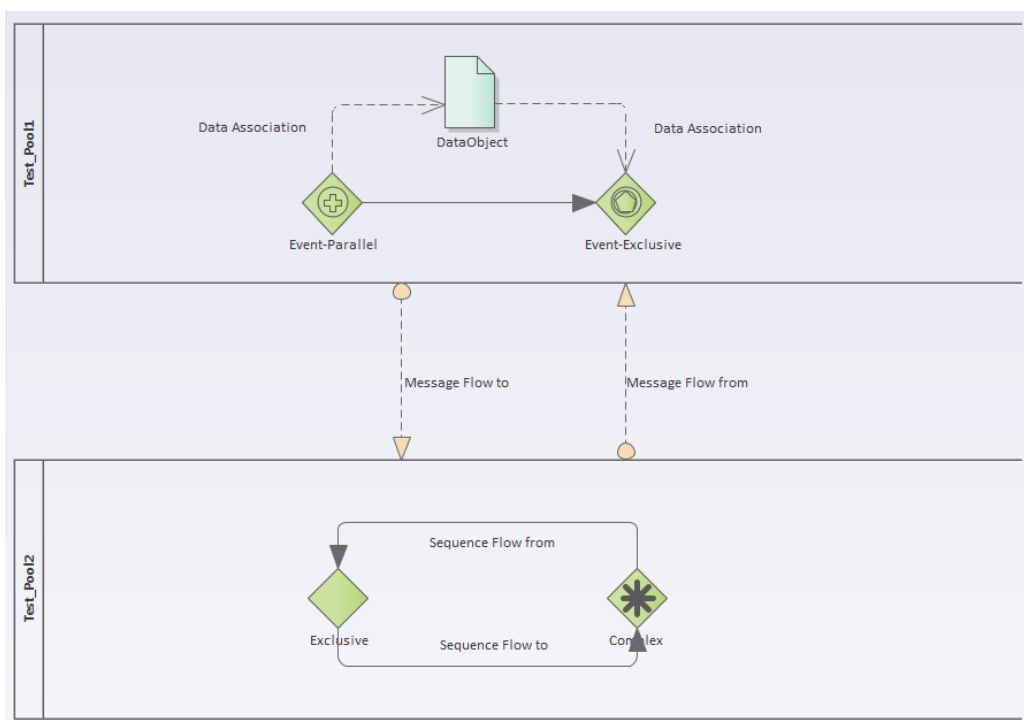 Test_Pool1
Data Association
DataObject
Data Association
Event-Parallel
Event-Exclusive
Message Flow to
Message Flow from
Test_Pool2
Sequence Flow from
Exclusive
Sequence Flow to
Complex